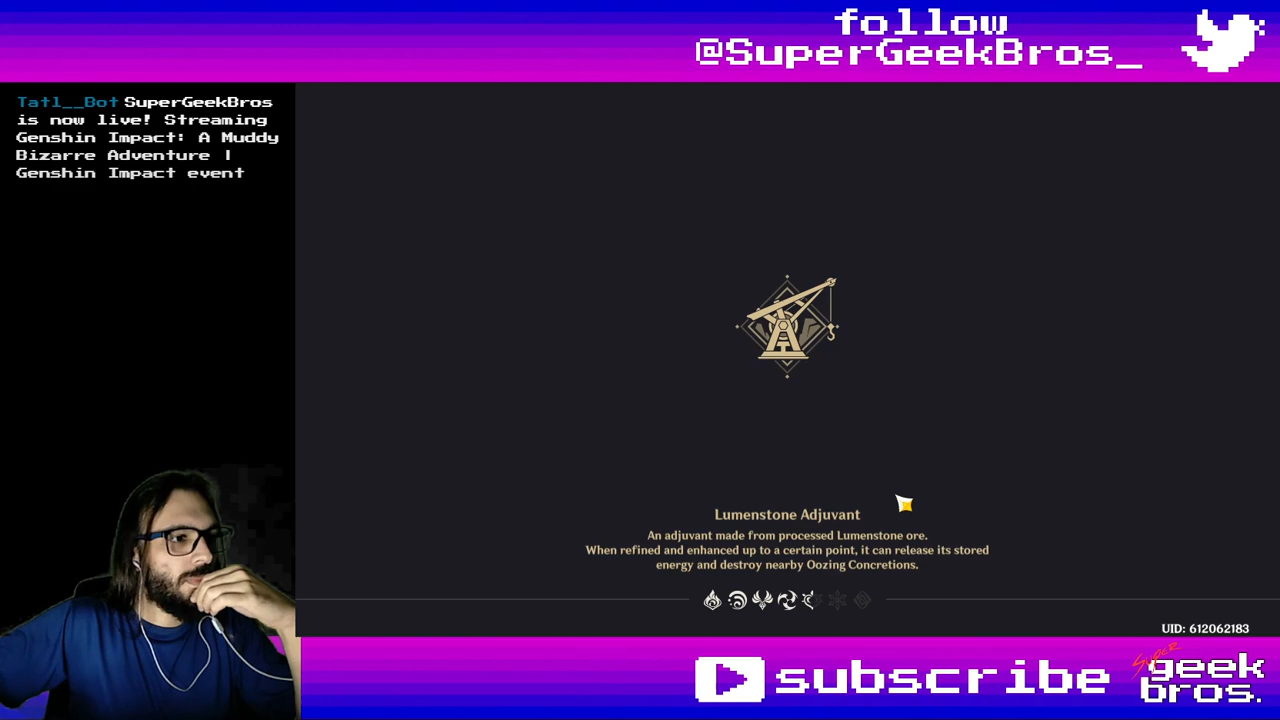 follow
@SuperGeekBros_
Tatl__Bot SuperGeekBros
is now live! Streaming
Genshin Impact: A Muddy
Bizarre Adventure |
Genshin Impact event
Lumenstone Adjuvant
An adjuvant made from processed Lumenstone ore.
When refined and enhanced up to a certain point, it can release its stored
energy and destroy nearby Oozing Concretions.
UID: 612062183
subscribe
Super
geek
bros.